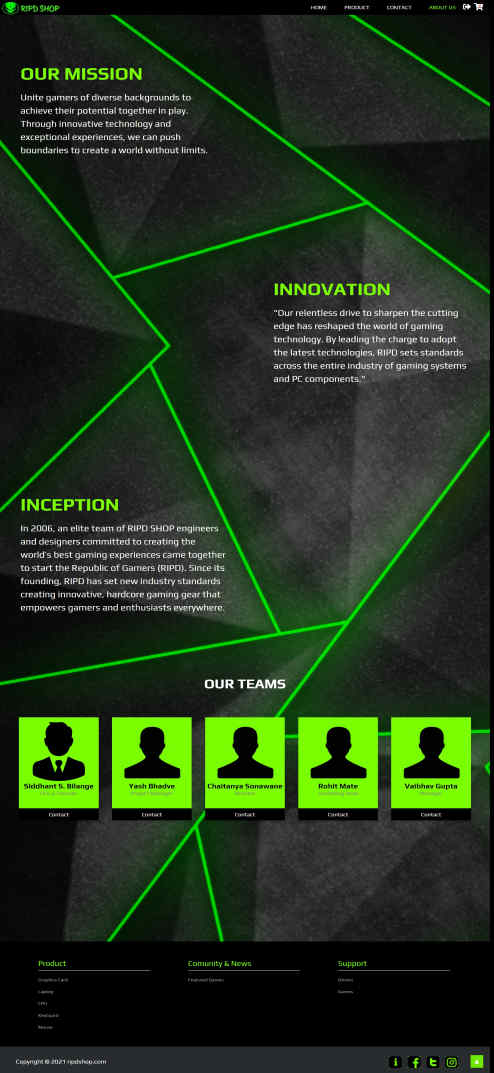 RIPD SHOP
HOME PRODUCT CONTACT ABOUT US
OUR MISSION
Unite gamers of diverse backgrounds to
achieve their potential together in play.
Through innovative technology and
exceptional experiences, we can push
boundaries to create a world without limits.
INNOVATION
"Our relentless drive to sharpen the cutting
edge has reshaped the world of gaming
technology. By leading the charge to adopt
the latest technologies, RIPD sets standards
across the entire industry of gaming systems
and PC components."
INCEPTION
In 2006, an elite team of RIPD SHOP engineers
and designers committed to creating the
world's best gaming experiences came together
to start the Republic of Gamers (RIPD). Since its
founding, RIPD has set new industry standards
creating innovative, hardcore gaming gear that
empowers gamers and enthusiasts everywhere.
OUR TEAMS
Siddhant S. Bilange Yash Bhadve Chaitanya Sonawane Rohit Mate Vaibhav Gupta
Contact Contact Contact Contact Contact
Product Comunity & News Support
Graphics Card Featured Games Drivers
Laptop Games
CPU
Keyboard
Mouse
Copyright © 2021 ripdshop.com